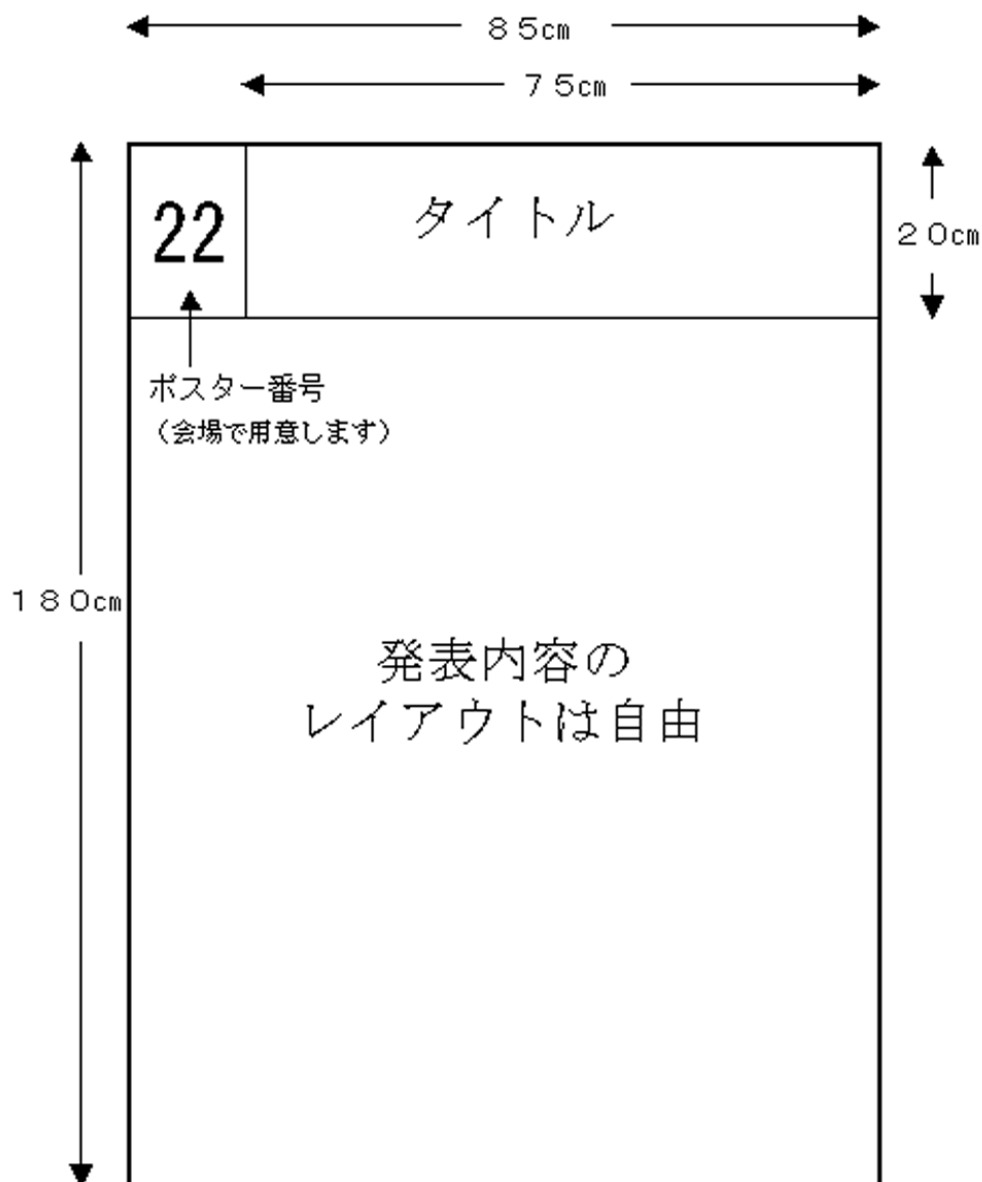 ８５㎝
７５㎝
22
タイトル
２０㎝
ポスター番号
（会場で用意します）
１８０㎝
発表内容の
レイアウトは自由